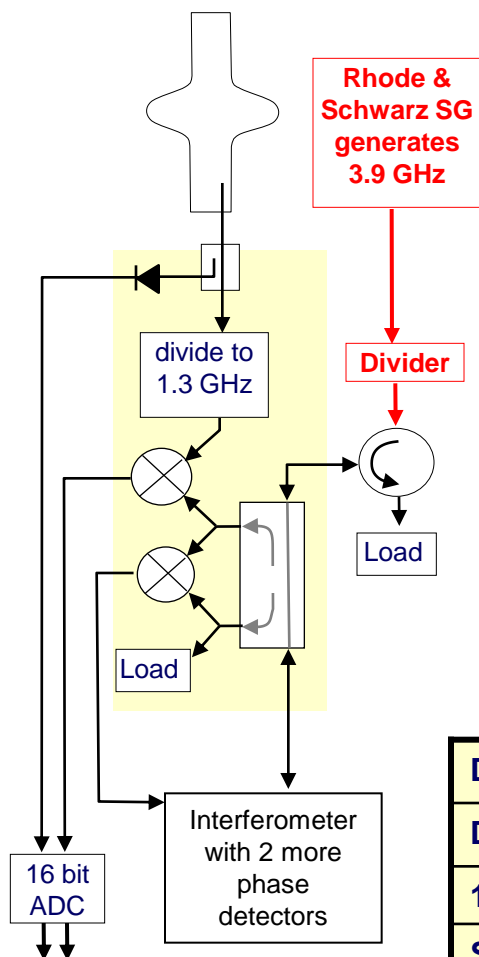 Rhode &
Schwarz SG
generates
3.9 GHz
divide to
1.3 GHz
Divider
Load
Load
Interferometer
with 2 more
phase
detectors
16 bit
ADC
D
D
1
S